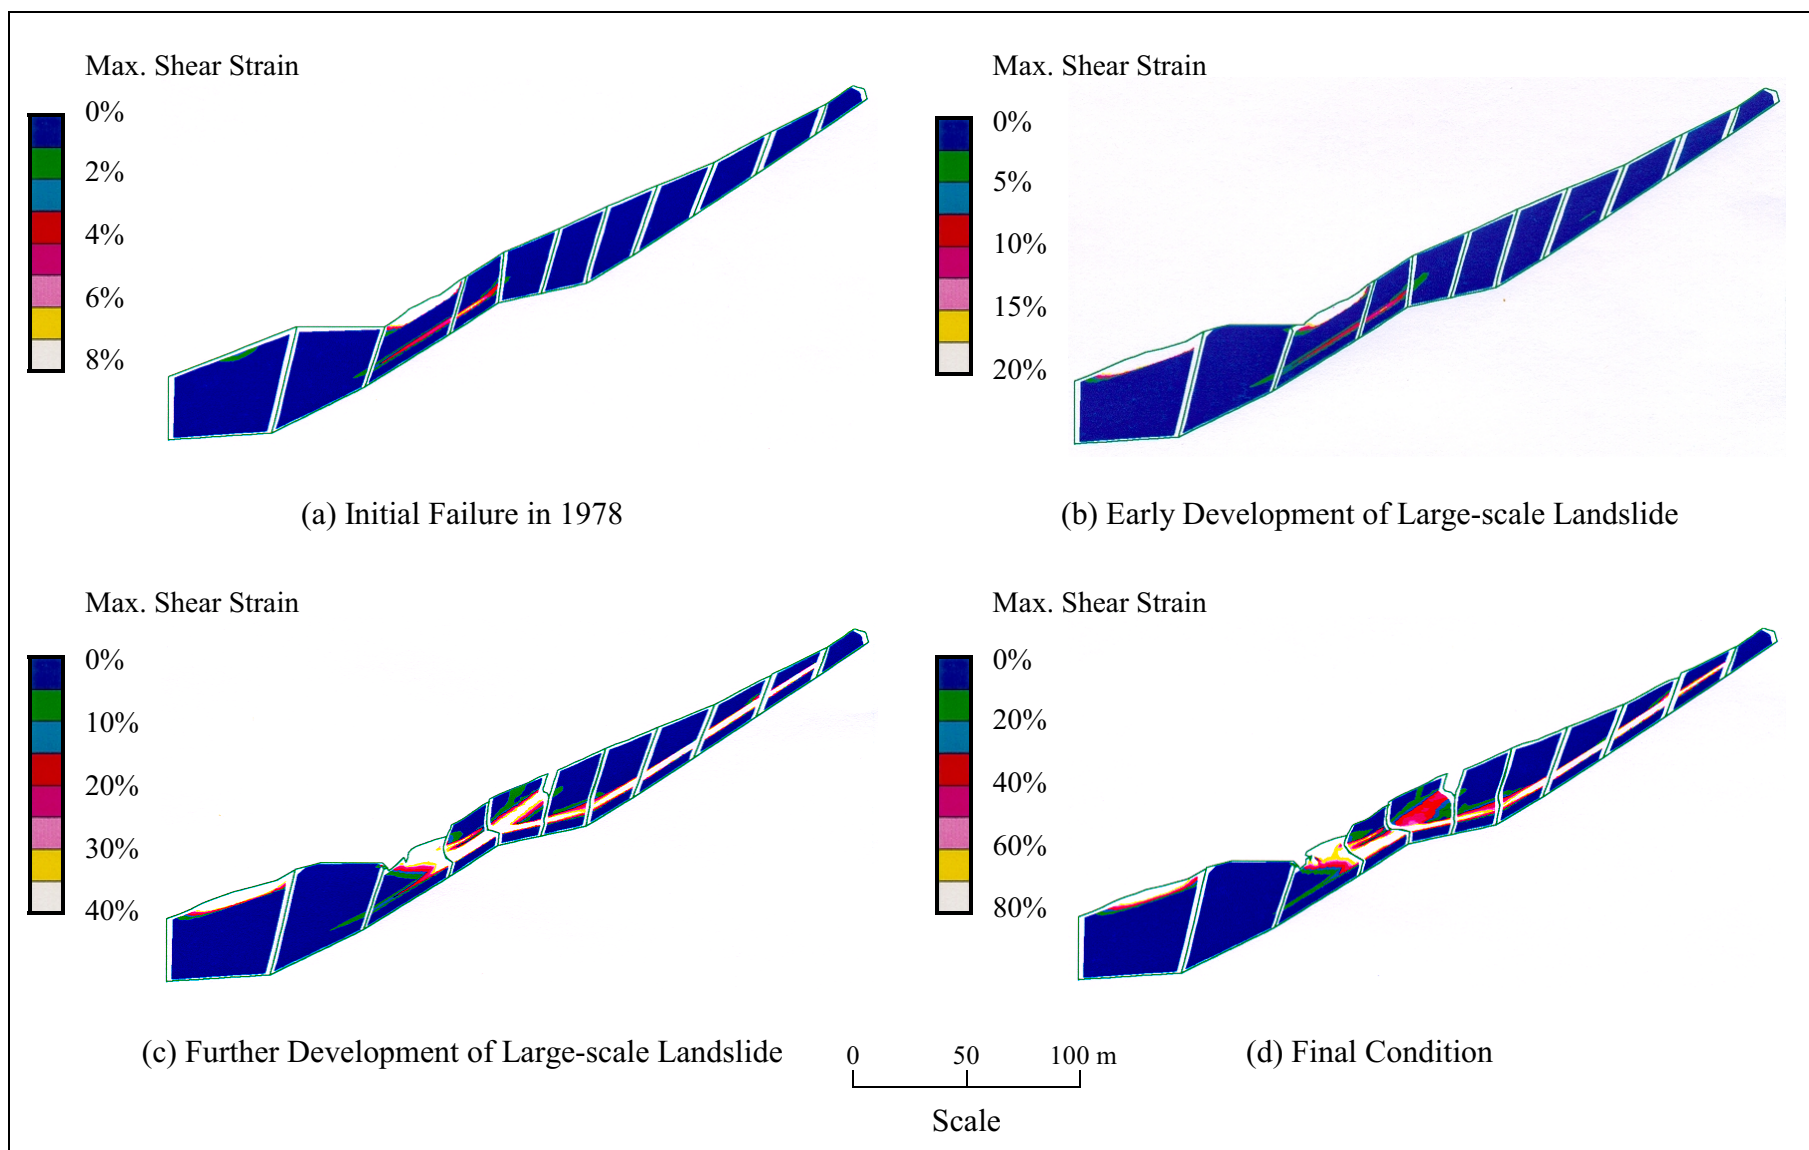 Max. Shear Strain
0%
2%
4%
6%
8%
(a) Initial Failure in 1978
Max. Shear Strain
0%
5%
10%
15%
20%
(b) Early Development of Large-scale Landslide
Max. Shear Strain
0%
10%
20%
30%
40%
(c) Further Development of Large-scale Landslide
Max. Shear Strain
0%
20%
40%
60%
80%
(d) Final Condition
0 50 100 m
Scale